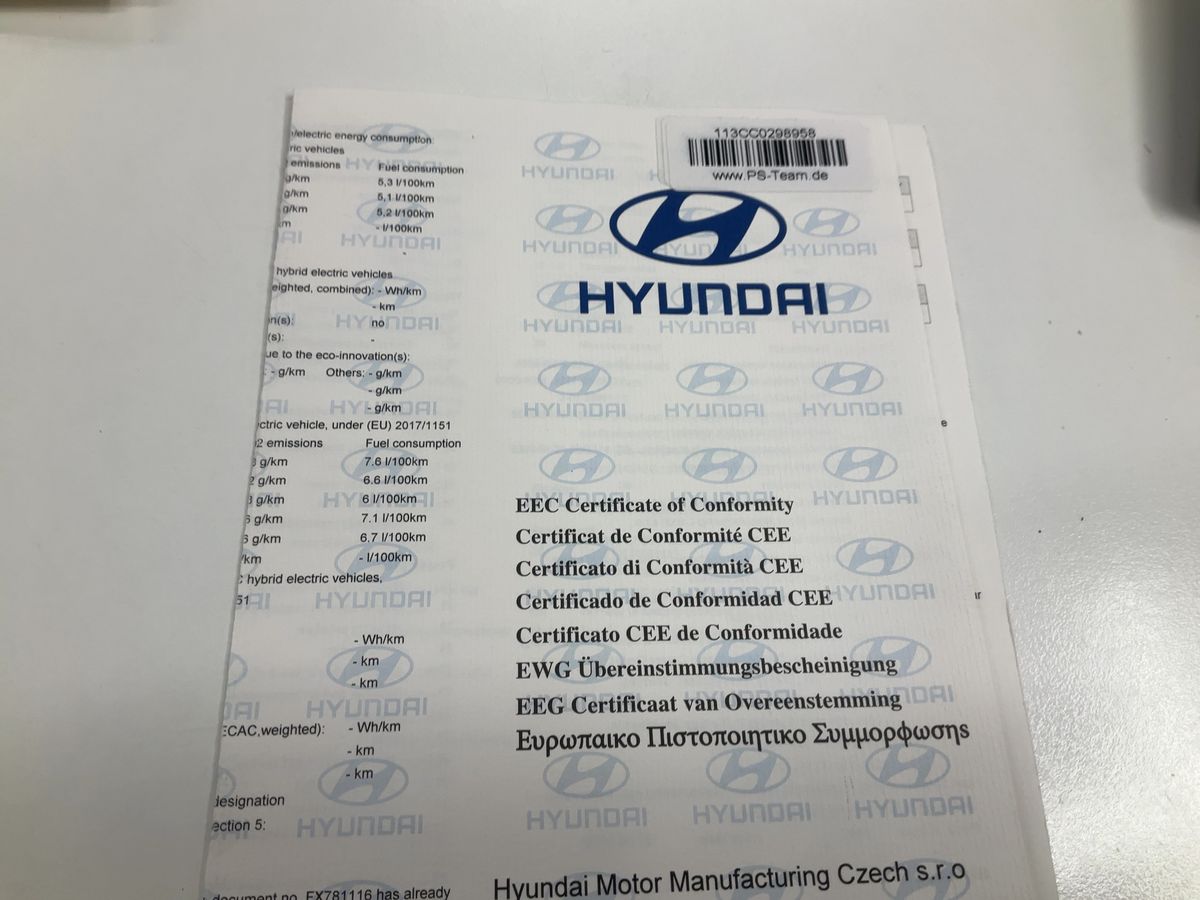 /electric energy consumption
ric vehicles
emissions Fuel consumption
g/km 5,3 l/100km
g/km 5,1 l/100km
g/km 5,2 l/100km
- l/100km
hybrid electric vehicles
eighted, combined): - Wh/km
- km
n(s): no
(s): -
ue to the eco-innovation(s):
: - g/km Others: - g/km
- g/km
- g/km
ctric vehicle, under (EU) 2017/1151
2 emissions Fuel consumption
g/km 7.6 l/100km
g/km 6.6 l/100km
g/km 6 l/100km
g/km 7.1 l/100km
g/km 6.7 l/100km
/km - l/100km
hybrid electric vehicles,
51
- Wh/km
- km
- km
ECAC,weighted): - Wh/km
- km
- km
designation
ection 5:
document no. FX781116 has already
113CC0298958
www.PS-Team.de
HYUNDAI
EEC Certificate of Conformity
Certificat de Conformité CEE
Certificato di Conformità CEE
Certificado de Conformidad CEE
Certificato CEE de Conformidade
EWG Übereinstimmungsbescheinigung
EEG Certificaat van Overeenstemming
Ευρωπαικο Πιστοποιητικο Συμμορφωσης
Hyundai Motor Manufacturing Czech s.r.o